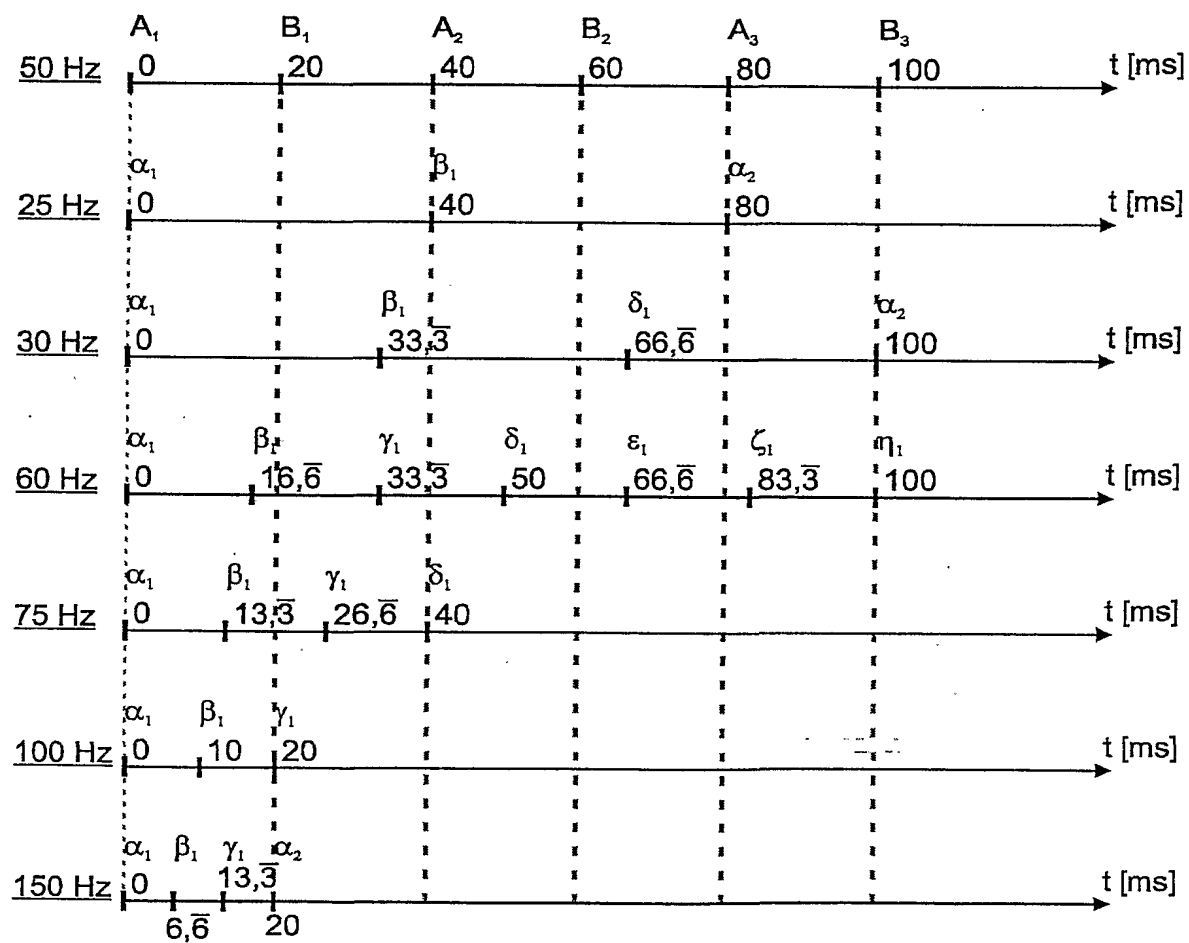 A₁ B₁ A₂ B₂ A₃ B₃
50 Hz 0 20 40 60 80 100 t [ms]
α₁ β₁ α₂
25 Hz 0 40 80 t [ms]
α₁ β₁ δ₁ α₂
30 Hz 0 33,3̅ 66,6̅ 100 t [ms]
α₁ β₁ γ₁ δ₁ ε₁ ζ₁ η₁
60 Hz 0 16,6̅ 33,3̅ 50 66,6̅ 83,3̅ 100 t [ms]
α₁ β₁ γ₁ δ₁
75 Hz 0 13,3̅ 26,6̅ 40 t [ms]
α₁ β₁ γ₁
100 Hz 0 10 20 t [ms]
α₁ β₁ γ₁ α₂
150 Hz 0 13,3̅ t [ms]
6,6̅ 20